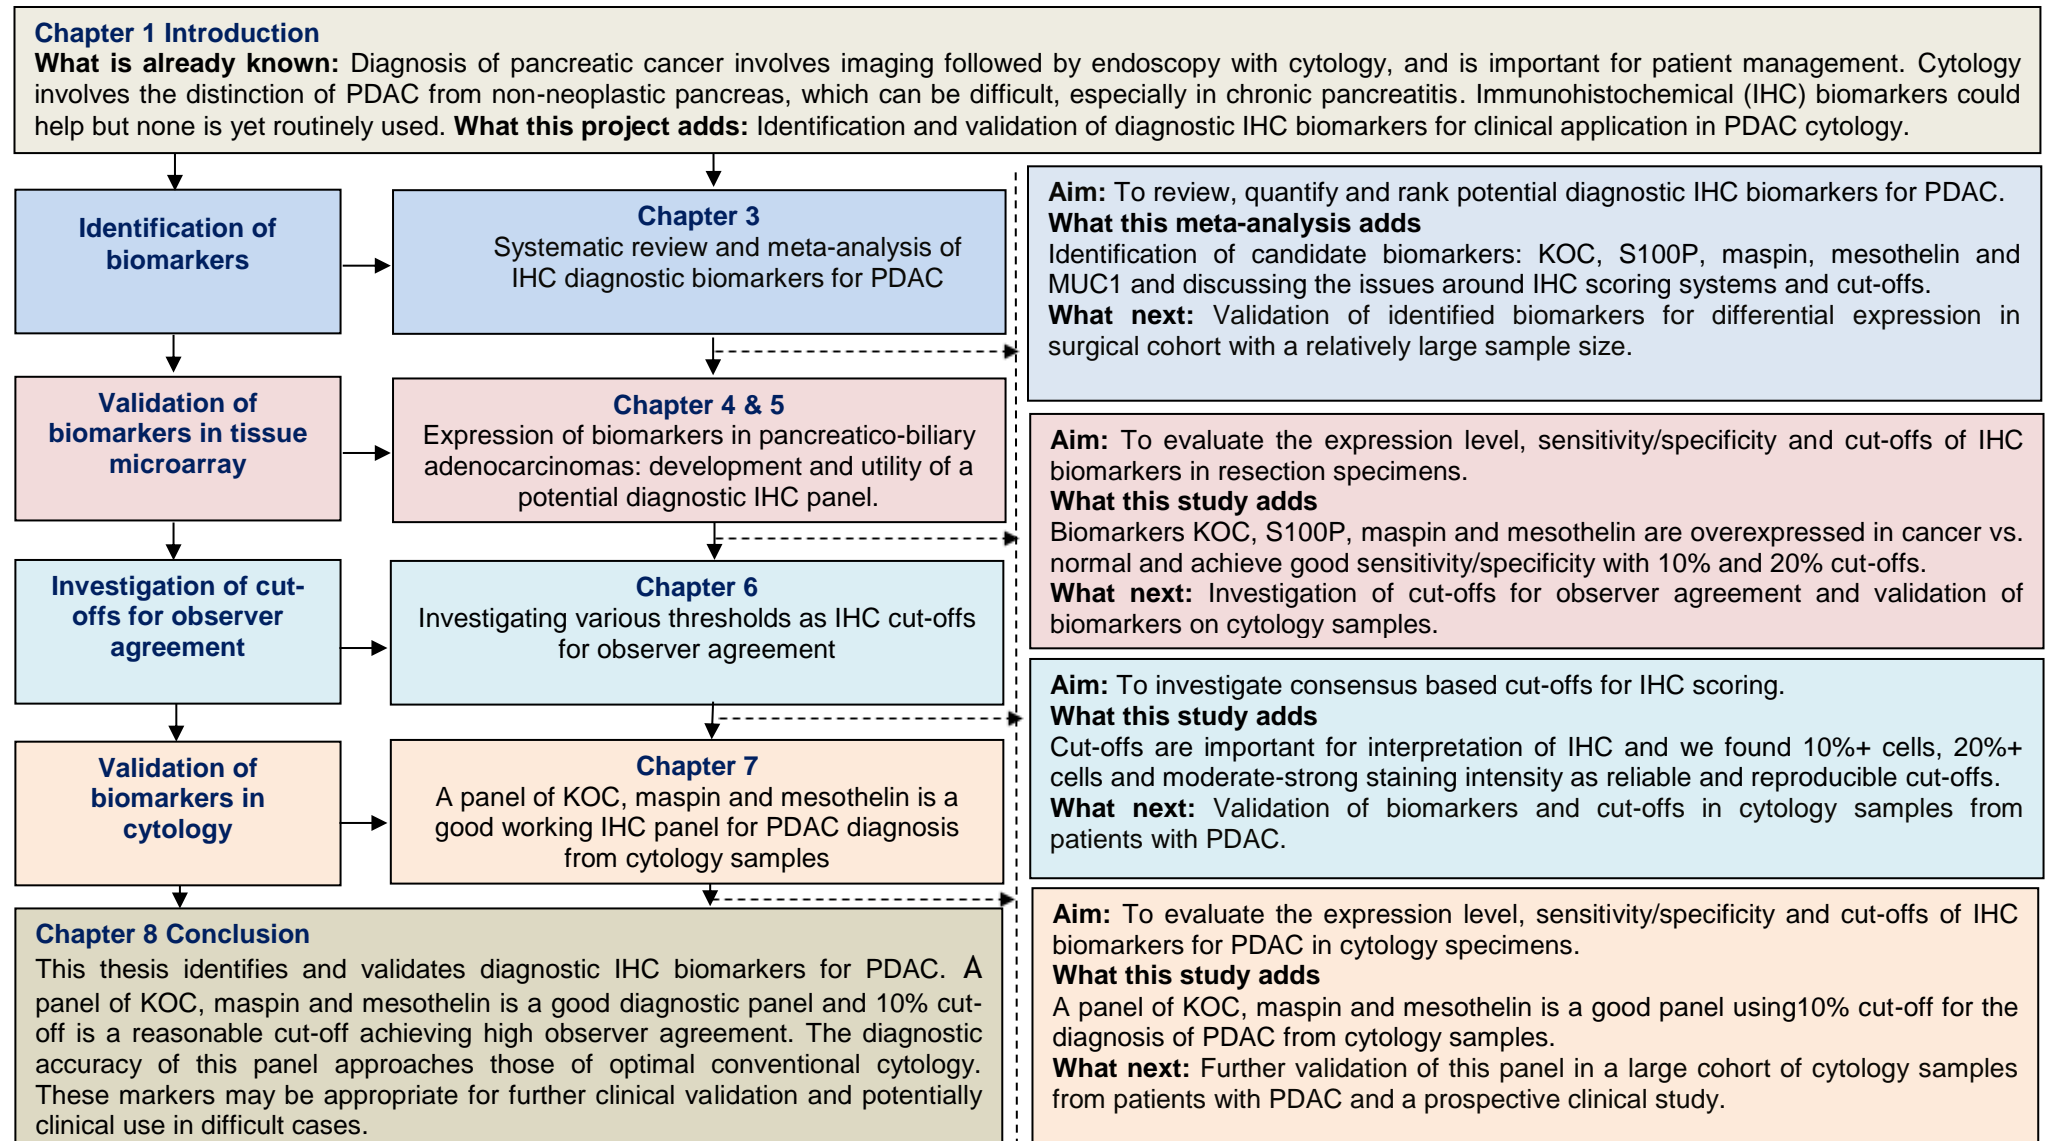 Chapter 1 Introduction
What is already known: Diagnosis of pancreatic cancer involves imaging followed by endoscopy with cytology, and is important for patient management. Cytology
involves the distinction of PDAC from non-neoplastic pancreas, which can be difficult, especially in chronic pancreatitis. Immunohistochemical (IHC) biomarkers could
help but none is yet routinely used. What this project adds: Identification and validation of diagnostic IHC biomarkers for clinical application in PDAC cytology.
Identification of
biomarkers
Chapter 3
Systematic review and meta-analysis of
IHC diagnostic biomarkers for PDAC
Aim: To review, quantify and rank potential diagnostic IHC biomarkers for PDAC.
What this meta-analysis adds
Identification of candidate biomarkers: KOC, S100P, maspin, mesothelin and
MUC1 and discussing the issues around IHC scoring systems and cut-offs.
What next: Validation of identified biomarkers for differential expression in
surgical cohort with a relatively large sample size.
Validation of
biomarkers in tissue
microarray
Chapter 4 & 5
Expression of biomarkers in pancreatico-biliary
adenocarcinomas: development and utility of a
potential diagnostic IHC panel.
Aim: To evaluate the expression level, sensitivity/specificity and cut-offs of IHC
biomarkers in resection specimens.
What this study adds
Biomarkers KOC, S100P, maspin and mesothelin are overexpressed in cancer vs.
normal and achieve good sensitivity/specificity with 10% and 20% cut-offs.
What next: Investigation of cut-offs for observer agreement and validation of
biomarkers on cytology samples.
Investigation of cut-
offs for observer
agreement
Chapter 6
Investigating various thresholds as IHC cut-offs
for observer agreement
Aim: To investigate consensus based cut-offs for IHC scoring.
What this study adds
Cut-offs are important for interpretation of IHC and we found 10%+ cells, 20%+
cells and moderate-strong staining intensity as reliable and reproducible cut-offs.
What next: Validation of biomarkers and cut-offs in cytology samples from
patients with PDAC.
Validation of
biomarkers in
cytology
Chapter 7
A panel of KOC, maspin and mesothelin is a
good working IHC panel for PDAC diagnosis
from cytology samples
Aim: To evaluate the expression level, sensitivity/specificity and cut-offs of IHC
biomarkers for PDAC in cytology specimens.
What this study adds
A panel of KOC, maspin and mesothelin is a good panel using10% cut-off for the
diagnosis of PDAC from cytology samples.
What next: Further validation of this panel in a large cohort of cytology samples
from patients with PDAC and a prospective clinical study.
Chapter 8 Conclusion
This thesis identifies and validates diagnostic IHC biomarkers for PDAC. A
panel of KOC, maspin and mesothelin is a good diagnostic panel and 10% cut-
off is a reasonable cut-off achieving high observer agreement. The diagnostic
accuracy of this panel approaches those of optimal conventional cytology.
These markers may be appropriate for further clinical validation and potentially
clinical use in difficult cases.